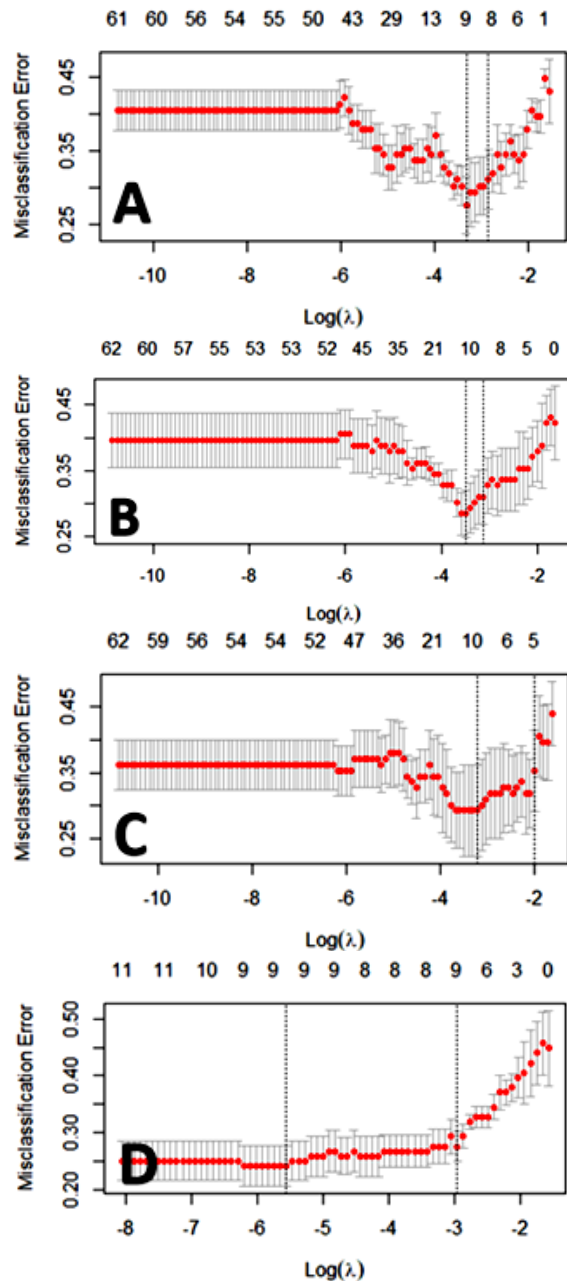 61 60 56 54 55 50 43 29 13 9 8 6 1
Misclassification Error
0.45
0.35
0.25
A
-10 -8 -6 -4 -2
Log(λ)
62 60 57 55 53 53 52 45 35 21 10 8 5 0
Misclassification Error
0.45
0.35
0.25
B
-10 -8 -6 -4 -2
Log(λ)
62 59 56 54 54 52 47 36 21 10 6 5
Misclassification Error
0.45
0.35
0.25
C
-10 -8 -6 -4 -2
Log(λ)
11 11 10 9 9 9 9 8 8 8 9 6 3 0
Misclassification Error
0.50
0.40
0.30
0.20
D
-8 -7 -6 -5 -4 -3 -2
Log(λ)